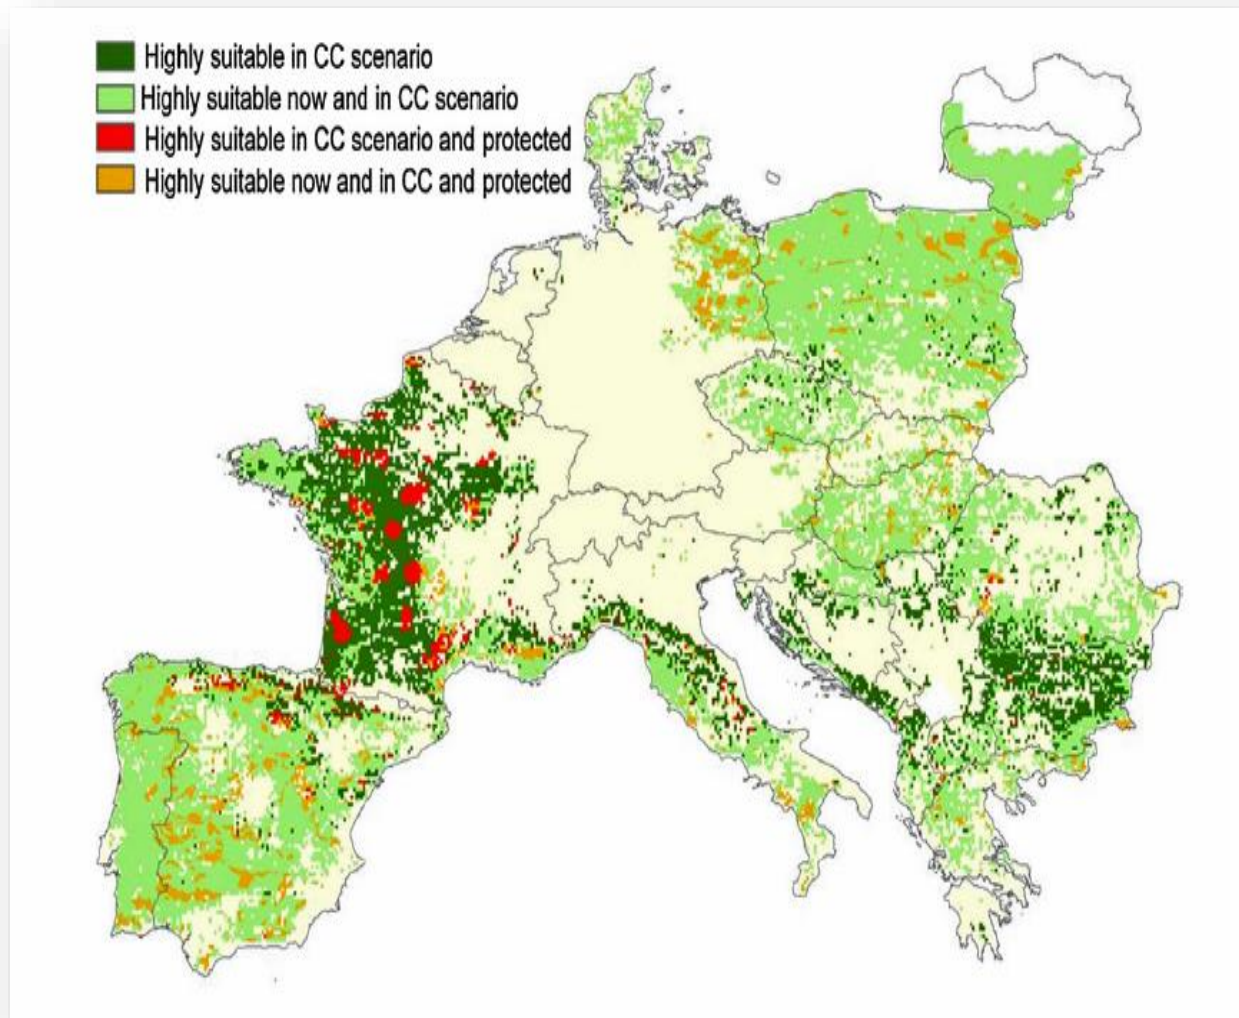 Highly suitable in CC scenario
Highly suitable now and in CC scenario
Highly suitable in CC scenario and protected
Highly suitable now and in CC and protected